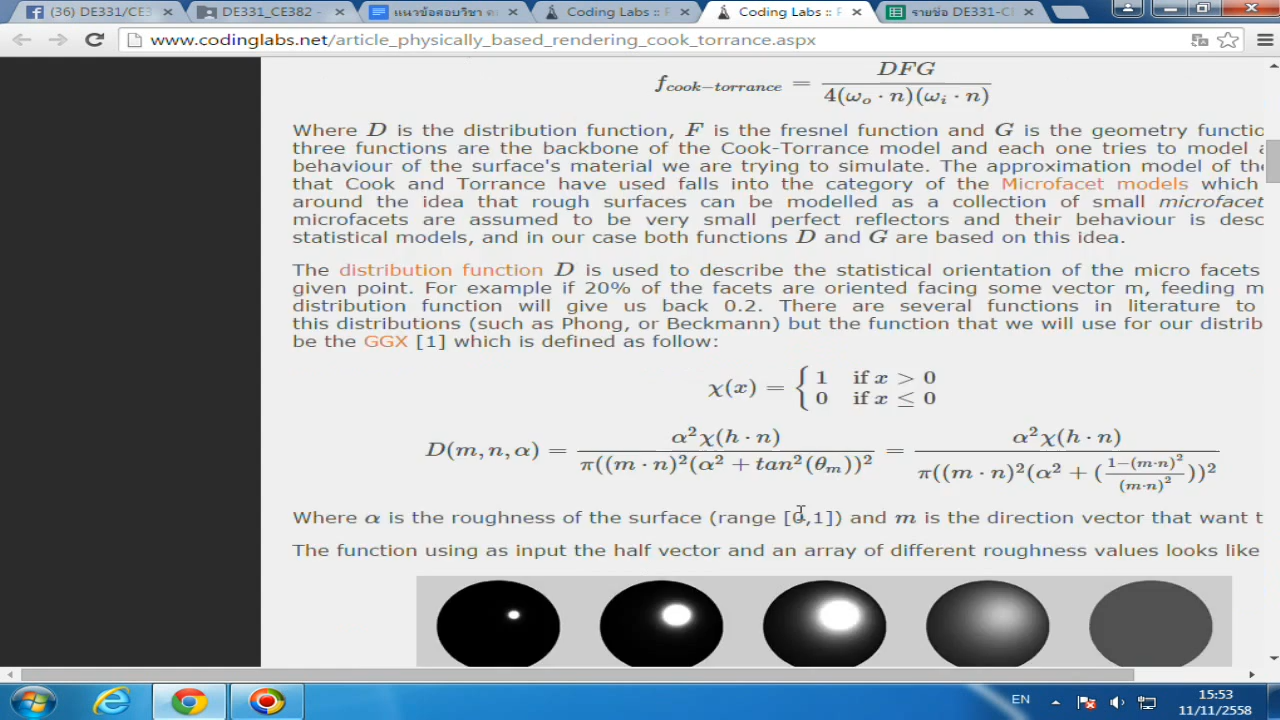 (36) DE331/CE3
DE331_CE382 -
แนวข้อสอบวิชา
Coding Labs ::
Coding Labs ::
รายชื่อ DE331-C
www.codinglabs.net/article_physically_based_rendering_cook_torrance.aspx
f_{cook−torrance} = DFG / 4(ω_o · n)(ω_i · n)
Where D is the distribution function, F is the fresnel function and G is the geometry functio
three functions are the backbone of the Cook-Torrance model and each one tries to model a
behaviour of the surface's material we are trying to simulate. The approximation model of the
that Cook and Torrance have used falls into the category of the Microfacet models which
around the idea that rough surfaces can be modelled as a collection of small microfacet
microfacets are assumed to be very small perfect reflectors and their behaviour is desc
statistical models, and in our case both functions D and G are based on this idea.
The distribution function D is used to describe the statistical orientation of the micro facets
given point. For example if 20% of the facets are oriented facing some vector m, feeding m
distribution function will give us back 0.2. There are several functions in literature to
this distributions (such as Phong, or Beckmann) but the function that we will use for our distrib
be the GGX [1] which is defined as follow:
χ(x) = { 1 if x > 0
0 if x ≤ 0
D(m, n, α) = α²χ(h · n) / π((m · n)²(α² + tan²(θ_m))² = α²χ(h · n) / π((m · n)²(α² + (1−(m·n)² / (m·n)²))²
Where α is the roughness of the surface (range [0,1]) and m is the direction vector that want t
The function using as input the half vector and an array of different roughness values looks like
EN
15:53
11/11/2558